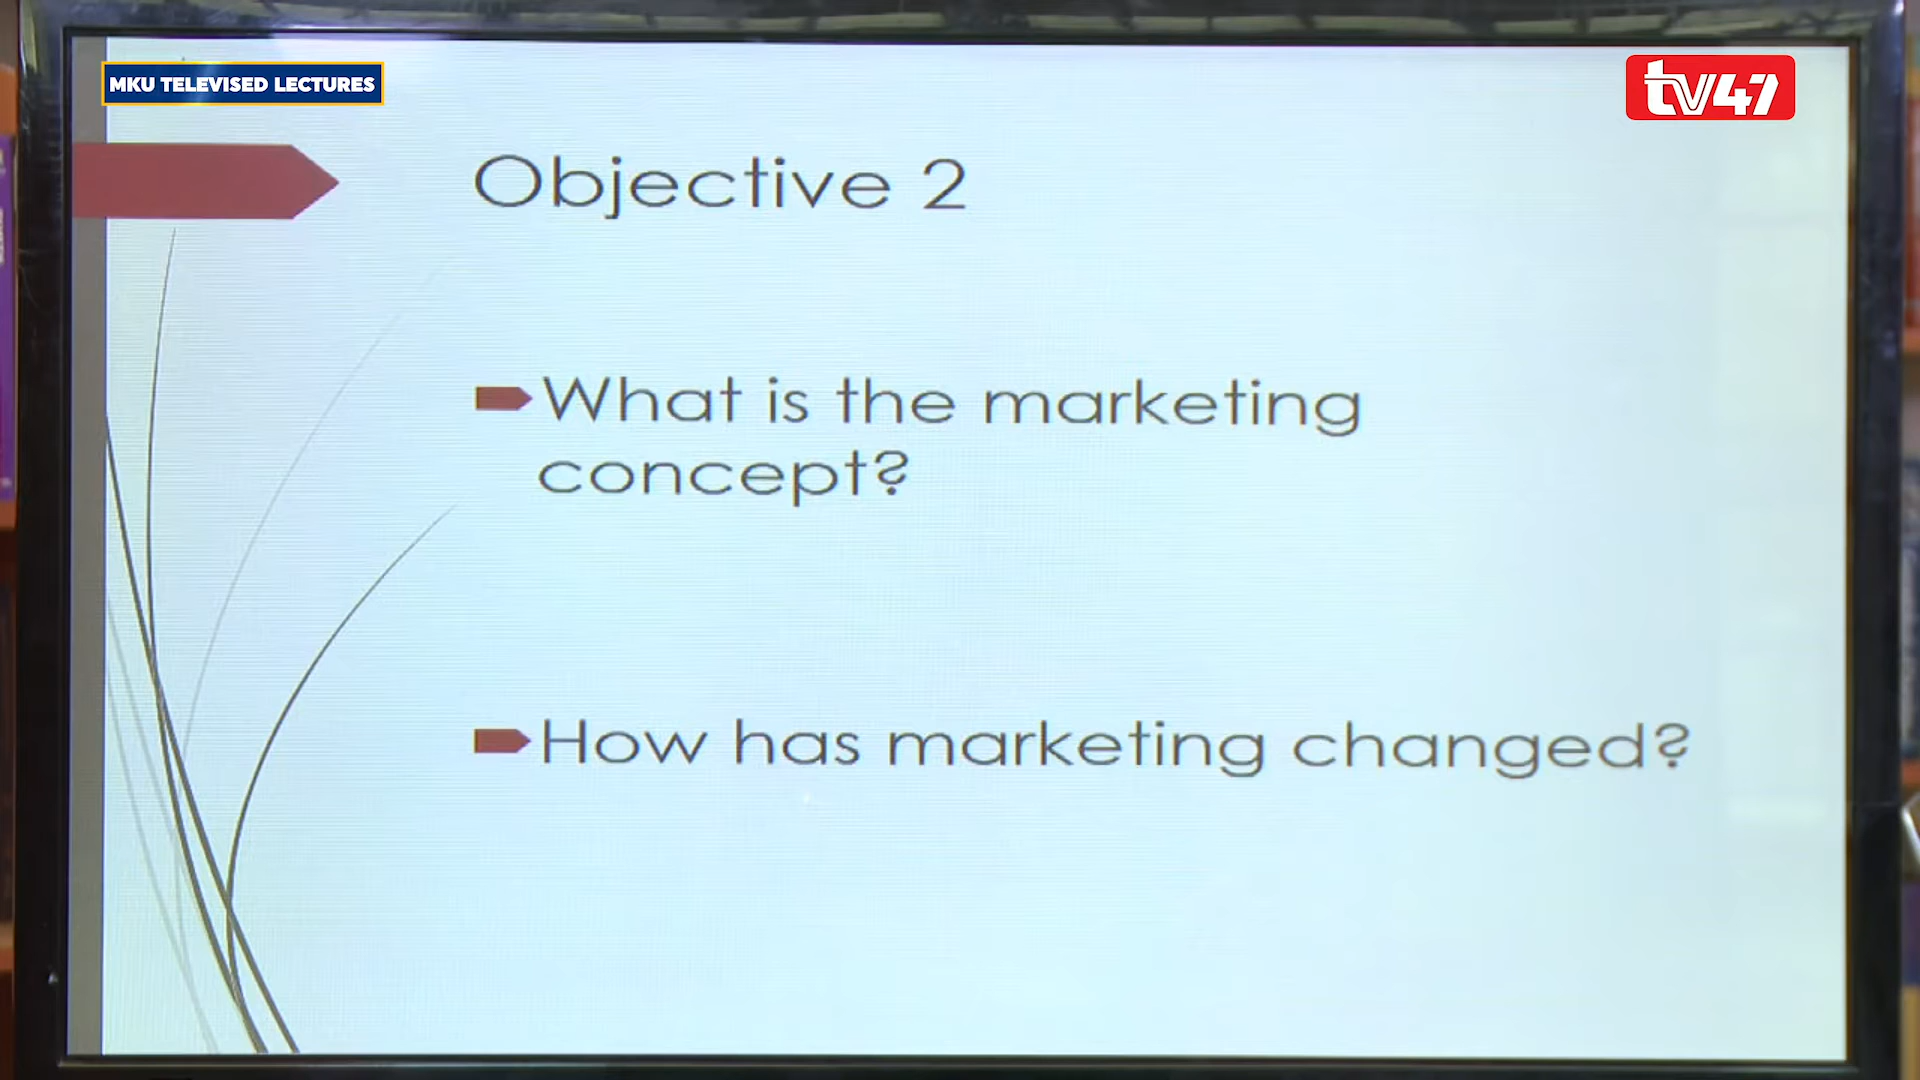 MKU TELEVISED LECTURES
tv47
Objective 2
What is the marketing
concept?
How has marketing changed?